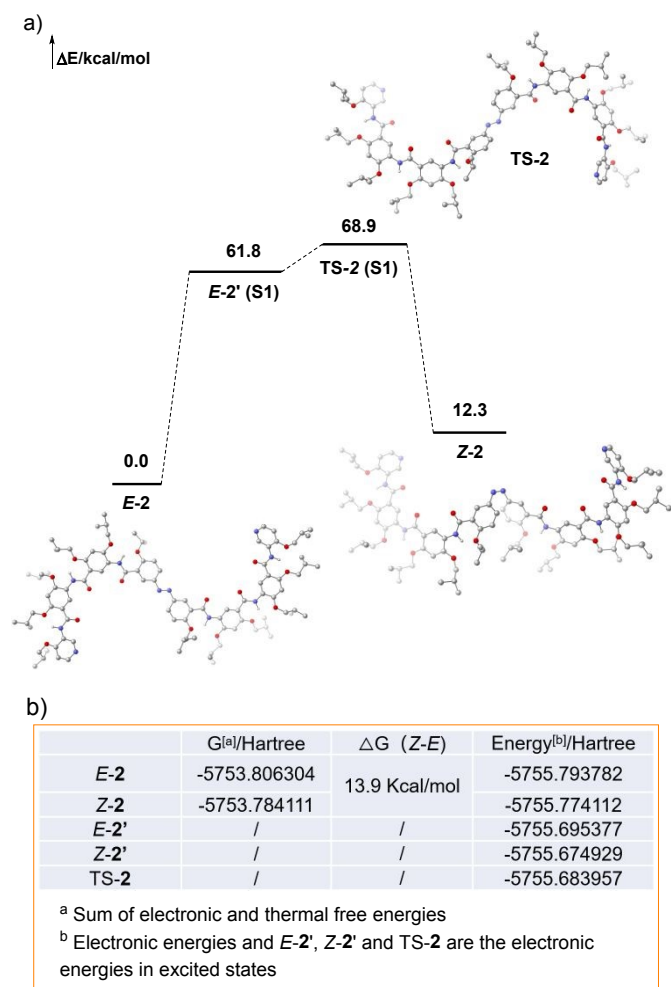 a)
ΔE/kcal/mol
TS-2
68.9
61.8
TS-2 (S1)
E-2' (S1)
12.3
Z-2
0.0
E-2
b)
G[a]/Hartree △G (Z-E) Energy[b]/Hartree
E-2 -5753.806304 13.9 Kcal/mol -5755.793782
Z-2 -5753.784111 -5755.774112
E-2’ / / -5755.695377
Z-2’ / / -5755.674929
TS-2 / / -5755.683957
a Sum of electronic and thermal free energies
b Electronic energies and E-2', Z-2' and TS-2 are the electronic
energies in excited states